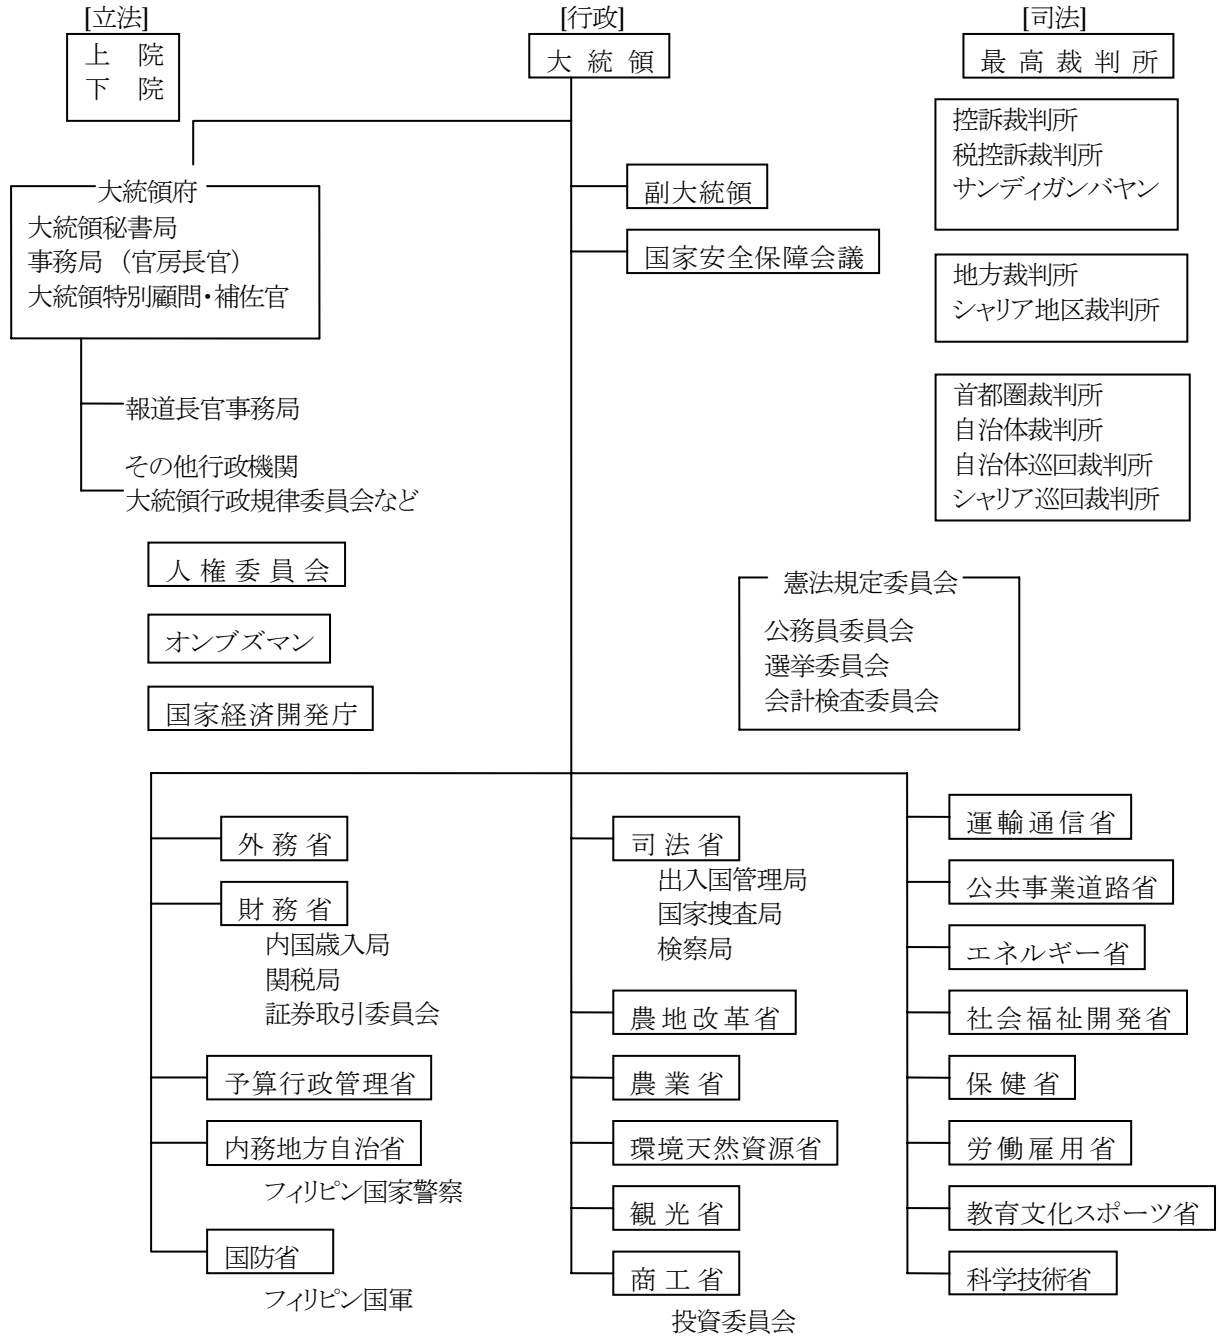 [立法]
上　院
下　院
[行政]
大統領
[司法]
最高裁判所
控訴裁判所
税控訴裁判所
サンディガンバヤン
大統領府
大統領秘書局
事務局（官房長官）
大統領特別顧問・補佐官
副大統領
国家安全保障会議
地方裁判所
シャリア地区裁判所
報道長官事務局
その他行政機関
大統領行政規律委員会など
首都圏裁判所
自治体裁判所
自治体巡回裁判所
シャリア巡回裁判所
人権委員会
オンブズマン
国家経済開発庁
憲法規定委員会
公務員委員会
選挙委員会
会計検査委員会
外務省
財務省
内国歳入局
関税局
証券取引委員会
予算行政管理省
内務地方自治省
フィリピン国家警察
国防省
フィリピン国軍
司法省
出入国管理局
国家捜査局
検察局
農地改革省
農業省
環境天然資源省
観光省
商工省
投資委員会
運輸通信省
公共事業道路省
エネルギー省
社会福祉開発省
保健省
労働雇用省
教育文化スポーツ省
科学技術省